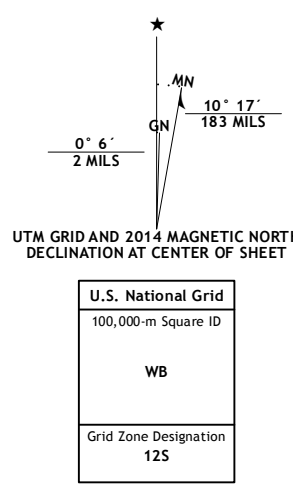 ★
MN
GN
10° 17´
183 MILS
0° 6´
2 MILS
UTM GRID AND 2014 MAGNETIC NORT
DECLINATION AT CENTER OF SHEET
U.S. National Grid
100,000-m Square ID
WB
Grid Zone Designation
12S